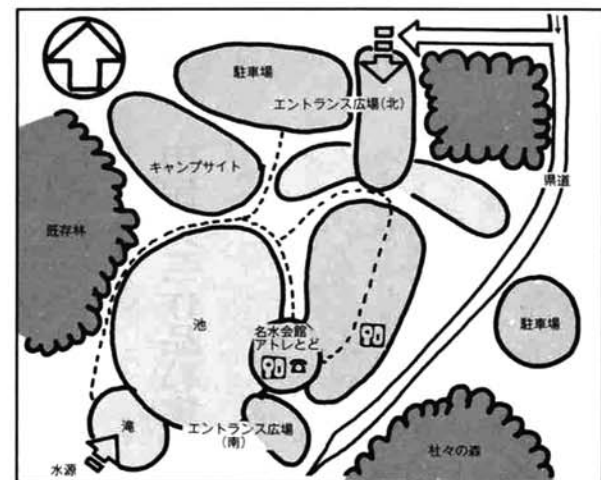 駐車場
エントランス広場(北)
キャンプサイト
県道
既存林
池
名水会館
アトレとど
駐車場
滝
エントランス広場
(南)
水源
杜々の森